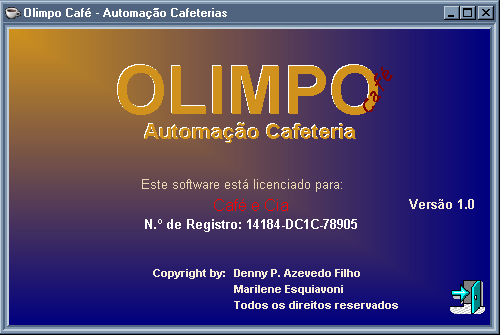 Olimpo Café - Automação Cafeterias
OLIMPO
Café
Automação Cafeteria
Este software está licenciado para:
Café e Cia
N.º de Registro: 14184-DC1C-78905
Versão 1.0
Copyright by: Denny P. Azevedo Filho
Marilene Esquiavoni
Todos os direitos reservados